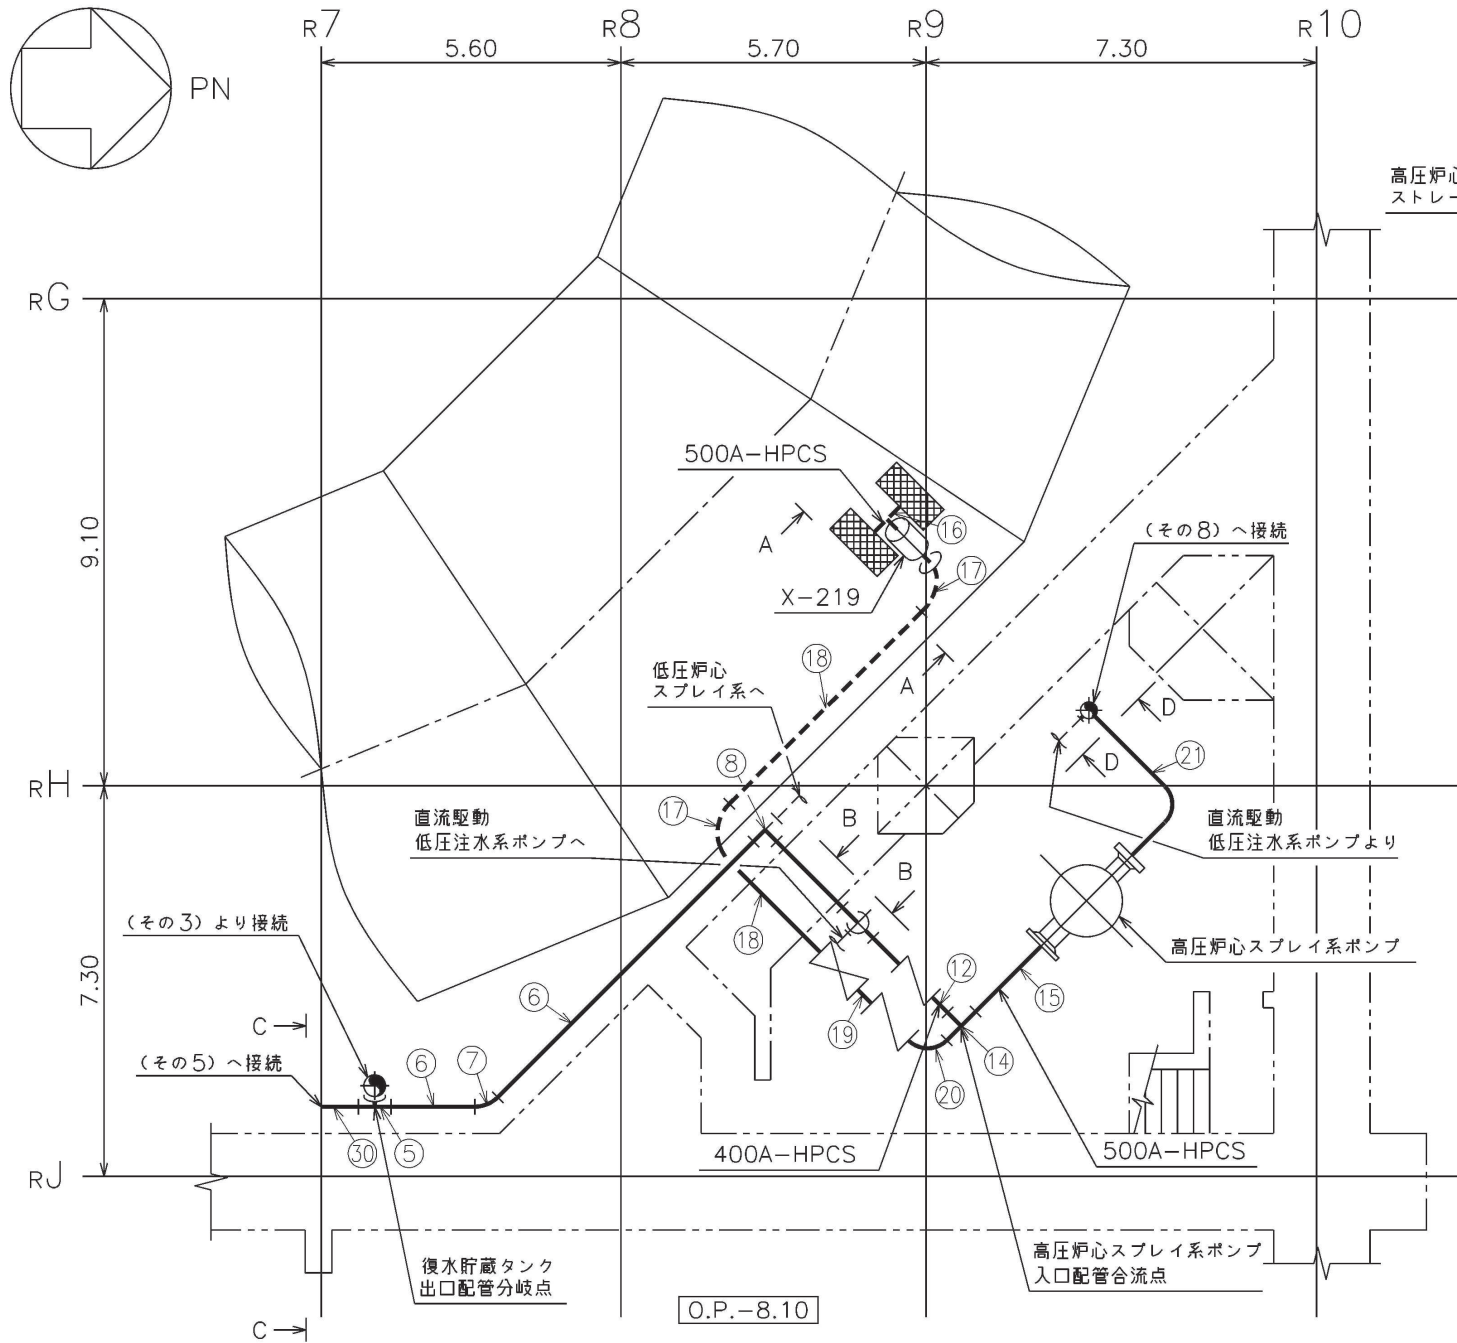 R7
R8
R9
R10
5.60
5.70
7.30
PN
高圧炉心
ストレー
RG
500A-HPCS
A
16
(その8)へ接続
17
X-219
9.10
18
低圧炉心
スプレイ系へ
A
D
D
21
8
RH
17
直流駆動
低圧注水系ポンプへ
B
B
直流駆動
低圧注水系ポンプより
(その3)より接続
18
高圧炉心スプレイ系ポンプ
7.30
6
12
15
19
C
14
(その5)へ接続
6
7
20
30
5
400A-HPCS
500A-HPCS
RJ
復水貯蔵タンク
出口配管分岐点
高圧炉心スプレイ系ポンプ
入口配管合流点
O.P.-8.10
C